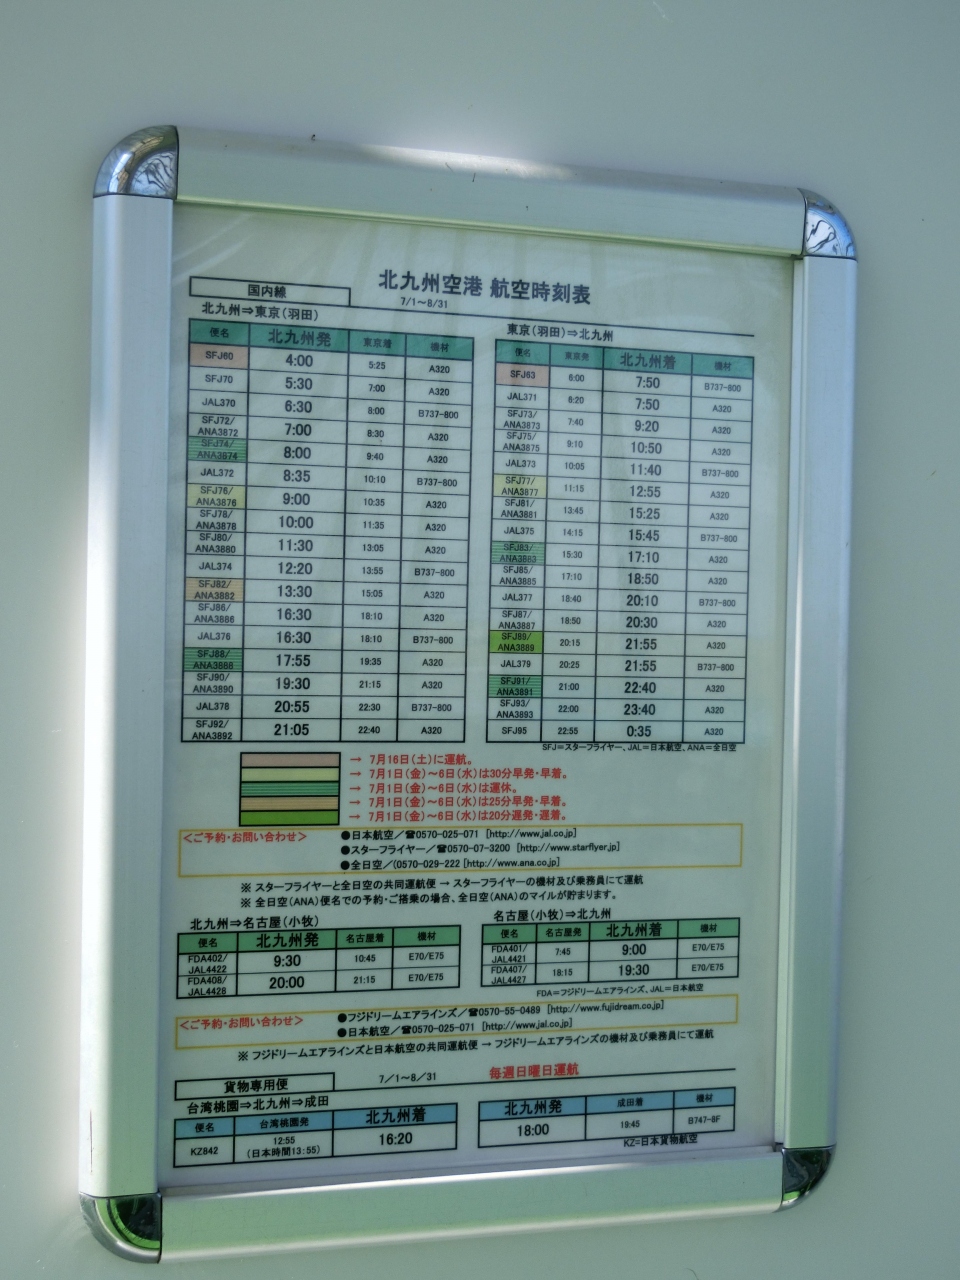 北九州空港 航空時刻表
国内線
7/1~8/31
北九州⇒東京(羽田)
便名 北九州発 東京着 機材
SFJ60 4:00 5:25 A320
SFJ70 5:30 7:00 A320
JAL370 6:30 8:00 B737-800
SFJ72/ANA3872 7:00 8:30 A320
SFJ74/ANA3874 8:00 9:40 A320
JAL372 8:35 10:10 B737-800
SFJ76/ANA3876 9:00 10:35 A320
SFJ78/ANA3878 10:00 11:35 A320
SFJ80/ANA3880 11:30 13:05 A320
JAL374 12:20 13:55 B737-800
SFJ82/ANA3882 13:30 15:05 A320
SFJ86/ANA3886 16:30 18:10 A320
JAL376 16:30 18:10 B737-800
SFJ88/ANA3888 17:55 19:35 A320
SFJ90/ANA3890 19:30 21:15 A320
JAL378 20:55 22:30 B737-800
SFJ92/ANA3892 21:05 22:40 A320
東京(羽田)⇒北九州
便名 東京発 北九州着 機材
SFJ63 6:00 7:50 B737-800
JAL371 6:20 7:50 A320
SFJ73/ANA3873 7:40 9:20 A320
SFJ75/ANA3875 9:10 10:50 A320
JAL373 10:05 11:40 B737-800
SFJ77/ANA3877 11:15 12:55 A320
SFJ81/ANA3881 13:45 15:25 A320
JAL375 14:15 15:45 B737-800
SFJ83/ANA3883 15:30 17:10 A320
SFJ85/ANA3885 17:10 18:50 A320
JAL377 18:40 20:10 B737-800
SFJ87/ANA3887 18:50 20:30 A320
SFJ89/ANA3889 20:15 21:55 A320
JAL379 20:25 21:55 B737-800
SFJ91/ANA3891 21:00 22:40 A320
SFJ93/ANA3893 22:00 23:40 A320
SFJ95 22:55 0:35 A320
SFJ=スターフライヤー、JAL=日本航空、ANA=全日空
→ 7月16日(土)に運航。
→ 7月1日(金)~6日(水)は30分早発・早着。
→ 7月1日(金)~6日(水)は運休。
→ 7月1日(金)~6日(水)は25分早発・早着。
→ 7月1日(金)~6日(水)は20分遅発・遅着。
<ご予約・お問い合わせ>
●日本航空/☎0570-025-071 [http://www.jal.co.jp]
●スターフライヤー/☎0570-07-3200 [http://www.starflyer.jp]
●全日空/(0570-029-222 [http://www.ana.co.jp]
※ スターフライヤーと全日空の共同運航便 → スターフライヤーの機材及び乗務員にて運航
※ 全日空(ANA)便名での予約・ご搭乗の場合、全日空(ANA)のマイルが貯まります。
北九州⇒名古屋(小牧)
便名 北九州発 名古屋着 機材
FDA402/JAL4422 9:30 10:45 E70/E75
FDA408/JAL4428 20:00 21:15 E70/E75
名古屋(小牧)⇒北九州
便名 名古屋発 北九州着 機材
FDA401/JAL4421 7:45 9:00 E70/E75
FDA407/JAL4427 18:15 19:30 E70/E75
FDA=フジドリームエアラインズ、JAL=日本航空
<ご予約・お問い合わせ>
●フジドリームエアラインズ/☎0570-55-0489 [http://www.fujidream.co.jp]
●日本航空/☎0570-025-071 [http://www.jal.co.jp]
※ フジドリームエアラインズと日本航空の共同運航便 → フジドリームエアラインズの機材及び乗務員にて運航
貨物専用便
7/1~8/31
毎週日曜日運航
台湾桃園⇒北九州⇒成田
便名 台湾桃園発 北九州着
KZ842 12:55 (日本時間13:55) 16:20
北九州発 成田着 機材
18:00 19:45 B747-8F
KZ=日本貨物航空